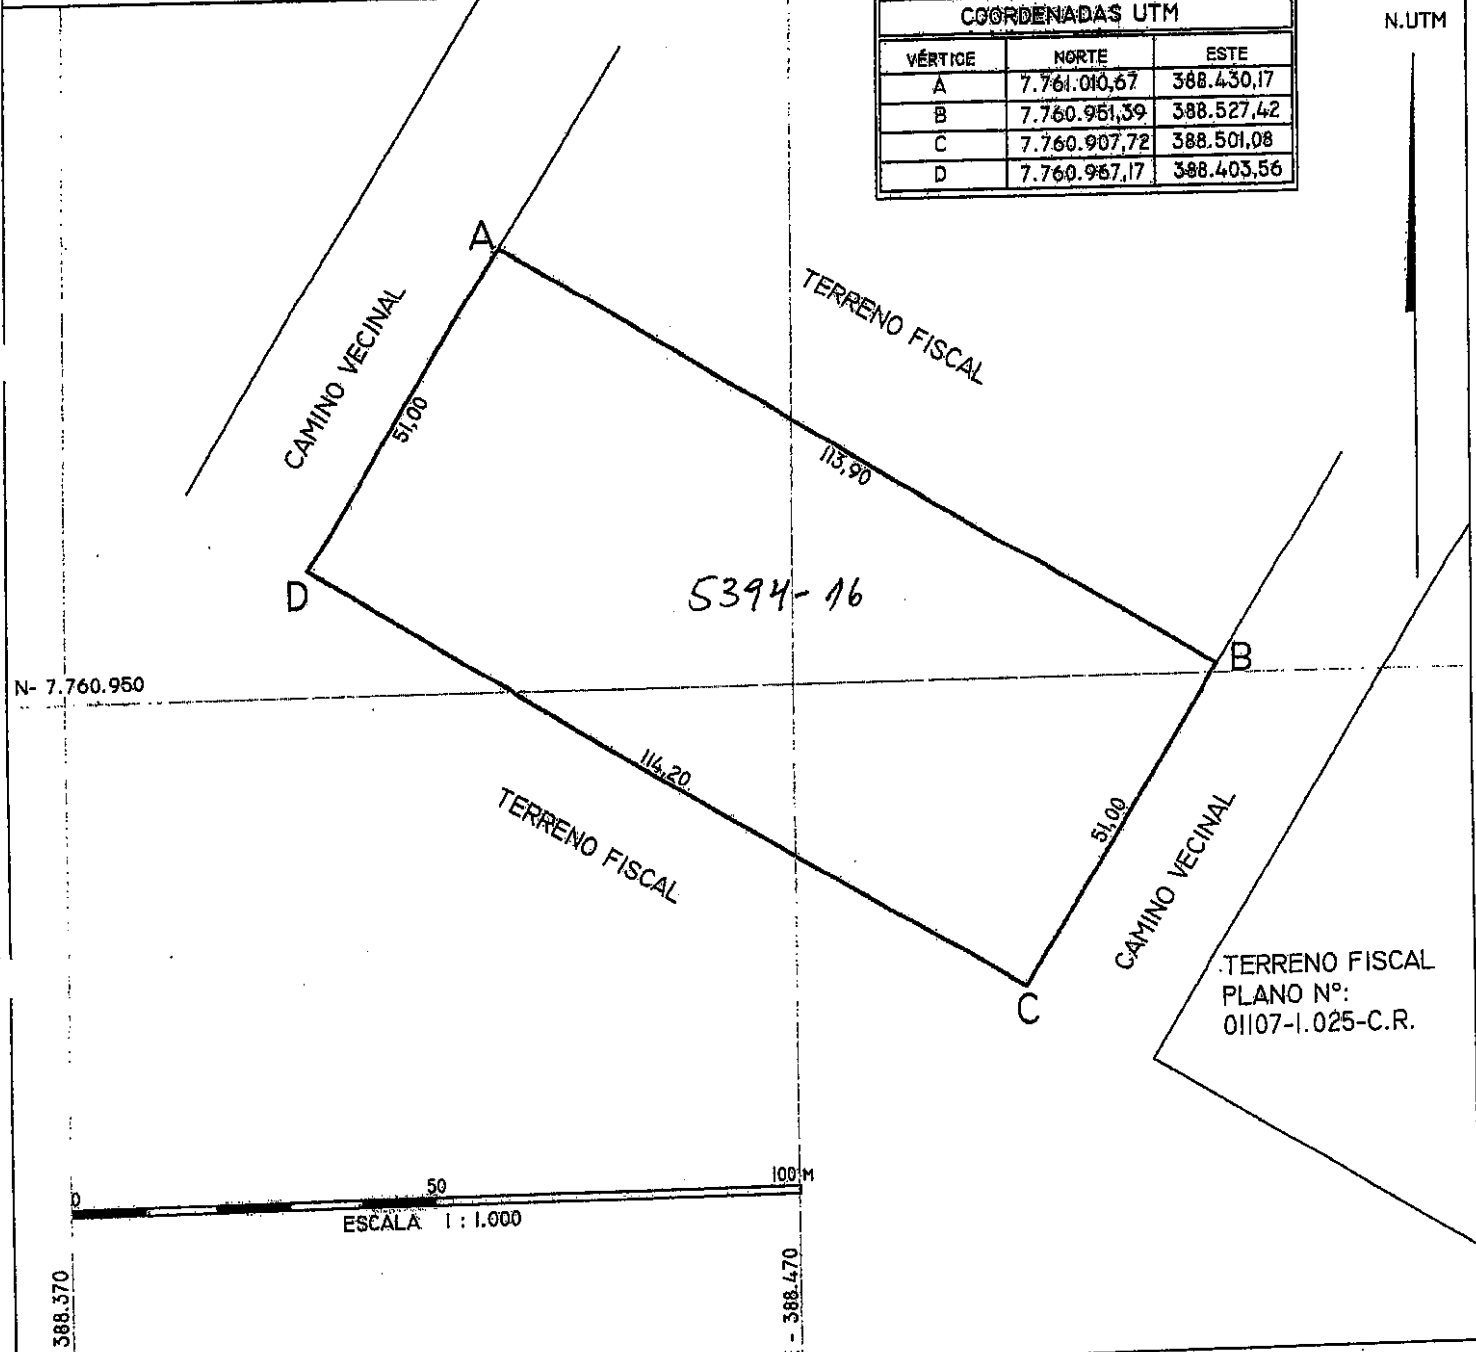 COORDENADAS UTM
VÉRTICE NORTE ESTE
A 7.761.010,67 388.430,17
B 7.760.951,39 388.527,42
C 7.760.907,72 388.501,08
D 7.760.967,17 388.403,56
N.UTM
A
TERRENO FISCAL
CAMINO VECINAL
51,00
113,90
D
5394-16
B
N- 7.760.950
114,20
TERRENO FISCAL
51,00
CAMINO VECINAL
C
TERRENO FISCAL
PLANO N°:
01107-1.025-C.R.
0 50 100 M
ESCALA 1 : 1.000
388.370
- 388.470